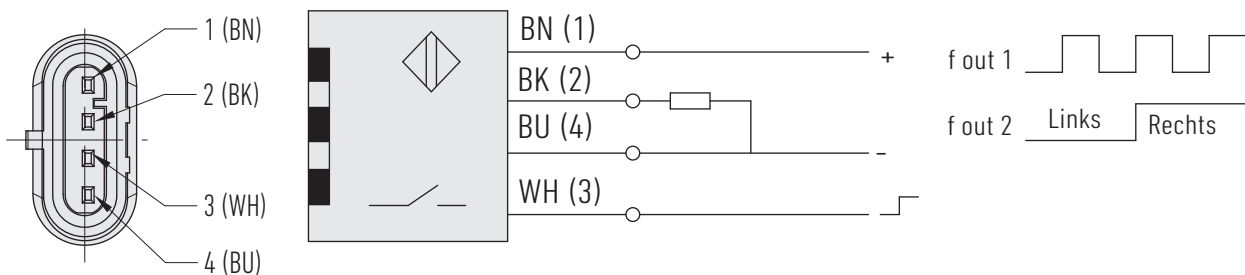 1 (BN)
2 (BK)
3 (WH)
4 (BU)
BN (1)
BK (2)
BU (4)
WH (3)
+
-
f out 1
f out 2
Links
Rechts